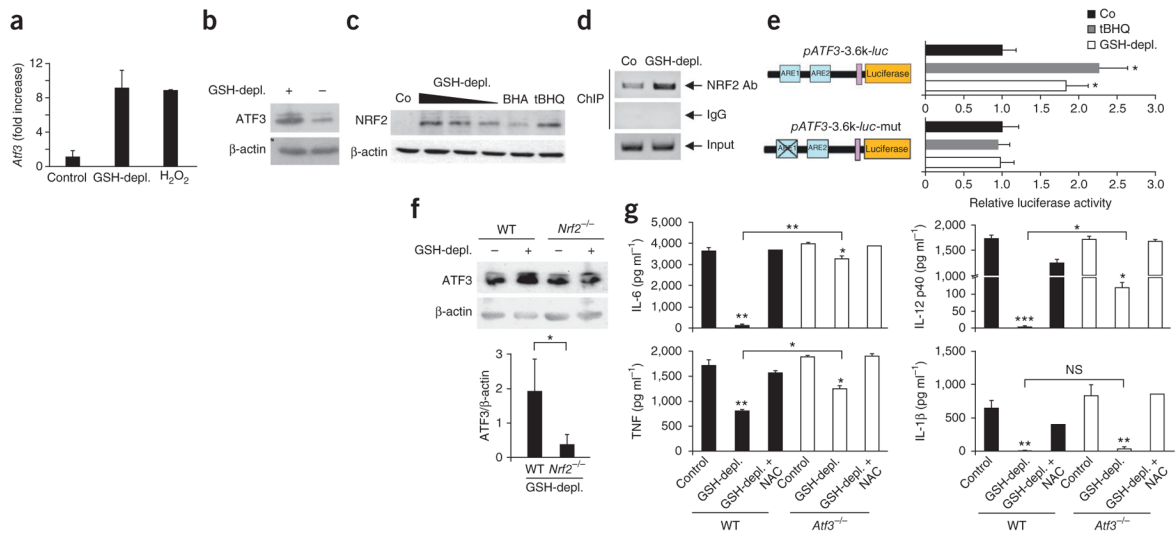 a
Atf3 (fold increase)
12
8
4
0
Control
GSH-depl.
H2O2
b
GSH-depl.
+ –
ATF3
β-actin
c
GSH-depl.
Co
BHA tBHQ
NRF2
β-actin
d
Co GSH-depl.
ChIP
NRF2 Ab
IgG
Input
e
Co
tBHQ
GSH-depl.
pATF3-3.6k-luc
ARE1 ARE2 Luciferase
*
*
pATF3-3.6k-luc-mut
ARE1 ARE2 Luciferase
0 0.5 1.0 1.5 2.0 2.5 3.0
Relative luciferase activity
f
WT Nrf2–/–
GSH-depl.
– + – +
ATF3
β-actin
*
ATF3/β-actin
3
2
1
0
WT Nrf2–/–
GSH-depl.
g
IL-6 (pg ml–1)
5,000
4,000
3,000
2,000
1,000
0
**
**
*
IL-12 p40 (pg ml–1)
2,000
1,500
1,000
100
50
0
*
***
*
TNF (pg ml–1)
2,000
1,500
1,000
500
0
*
**
*
Control
GSH-depl.
GSH-depl. +
NAC
Control
GSH-depl.
GSH-depl. +
NAC
WT
Atf3–/–
IL-1β (pg ml–1)
1,000
500
0
NS
**
**
Control
GSH-depl.
GSH-depl. +
NAC
Control
GSH-depl.
GSH-depl. +
NAC
WT
Atf3–/–